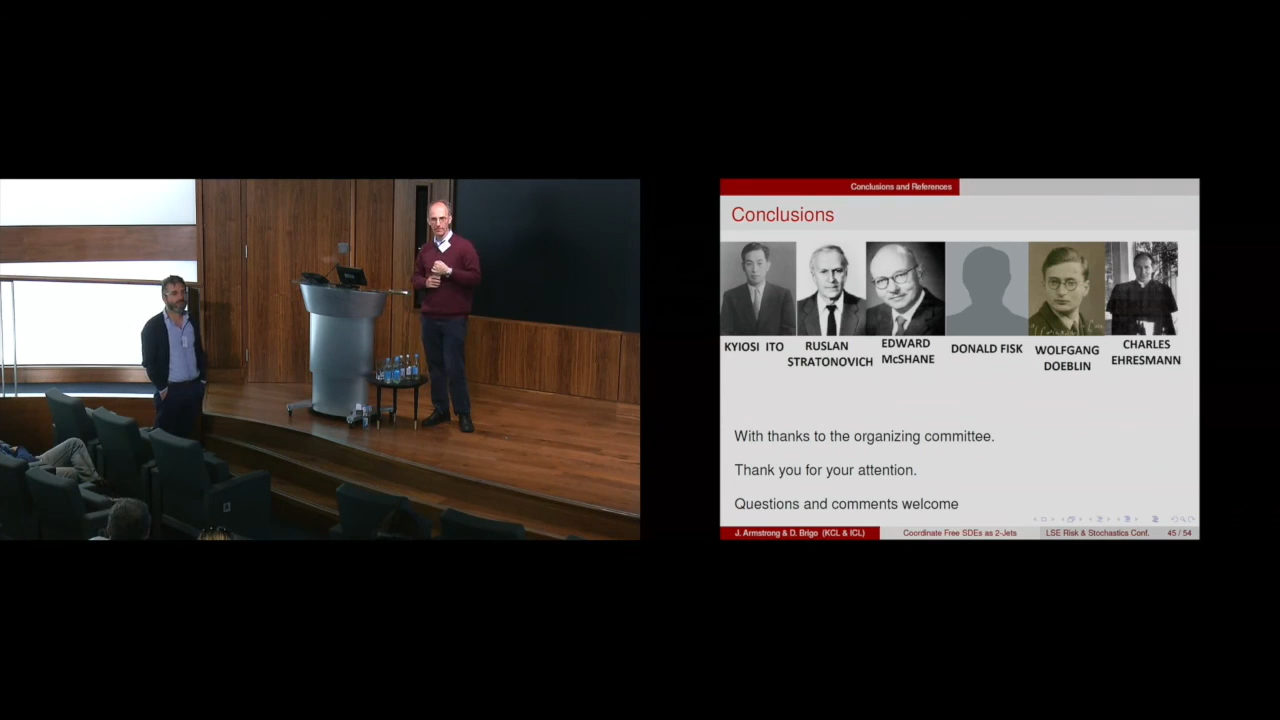 Conclusions and References
Conclusions
KYIOSI ITO
RUSLAN
STRATONOVICH
EDWARD
McSHANE
DONALD FISK
WOLFGANG
DOEBLIN
CHARLES
EHRESMANN
With thanks to the organizing committee.
Thank you for your attention.
Questions and comments welcome
J. Armstrong & D. Brigo (KCL & ICL)
Coordinate Free SDEs as 2-Jets
LSE Risk & Stochastics Conf.
45 / 54